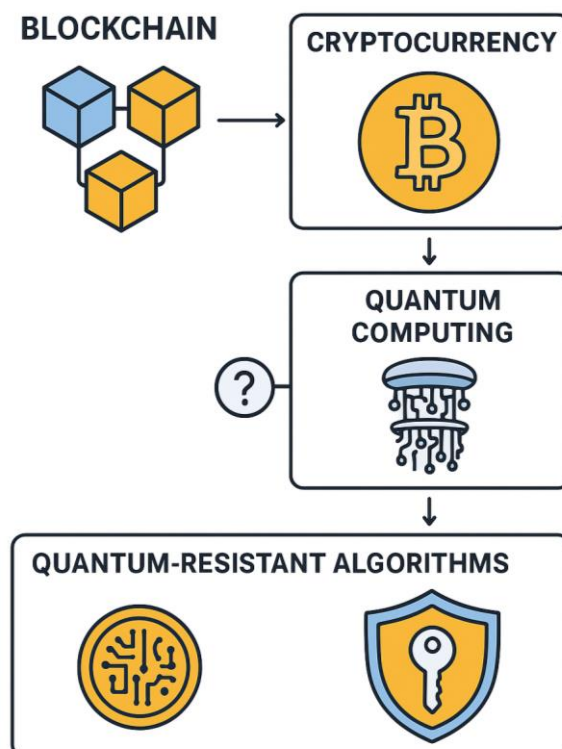 BLOCKCHAIN
CRYPTOCURRENCY
₿
QUANTUM
COMPUTING
?
QUANTUM-RESISTANT ALGORITHMS